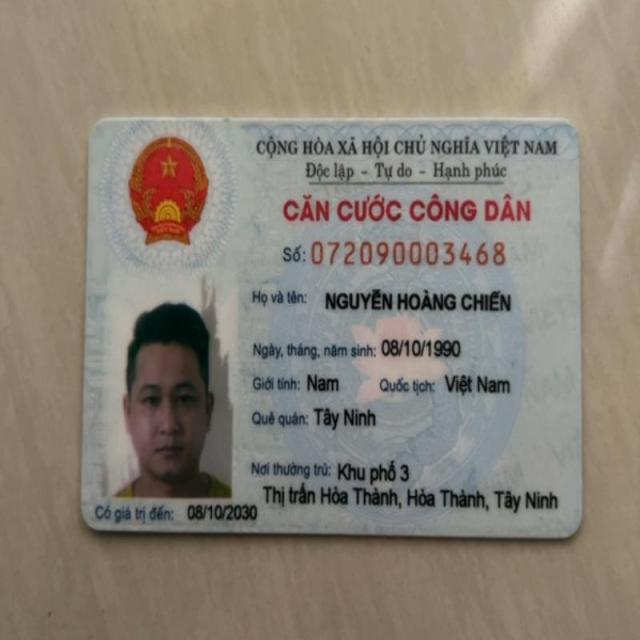 CỘNG HÒA XÃ HỘI CHỦ NGHĨA VIỆT NAM
Độc lập - Tự do - Hạnh phúc
CĂN CƯỚC CÔNG DÂN
Số: 072090003468
Họ và tên: NGUYỄN HOÀNG CHIẾN
Ngày, tháng, năm sinh: 08/10/1990
Giới tính: Nam Quốc tịch: Việt Nam
Quê quán: Tây Ninh
Nơi thường trú: Khu phố 3
Thị trấn Hòa Thành, Hòa Thành, Tây Ninh
Có giá trị đến: 08/10/2030